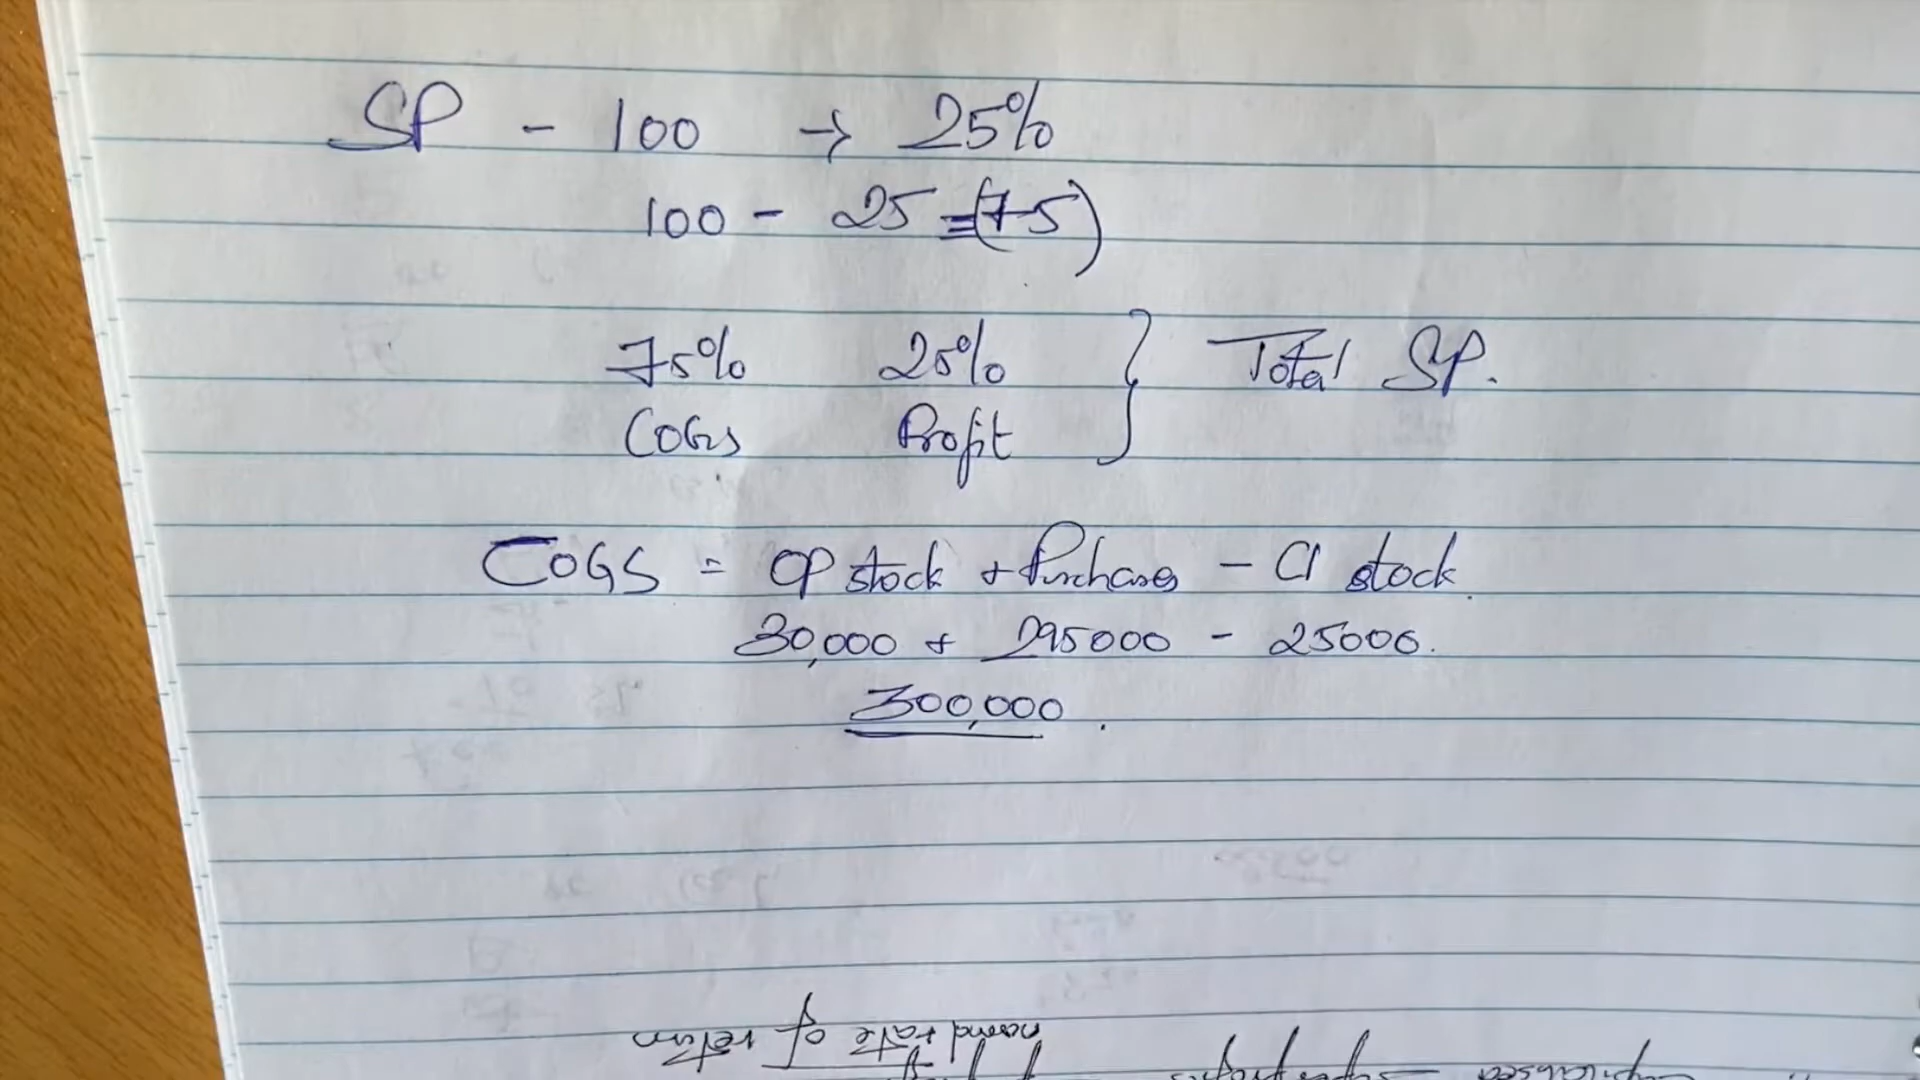 SP - 100 → 25%
100 - 25 = (75)
75% 25% } Total SP.
COGS Profit
COGS = OP stock + Purchases - Cl stock.
30,000 + 295000 - 25000.
300,000.
normal rate of return